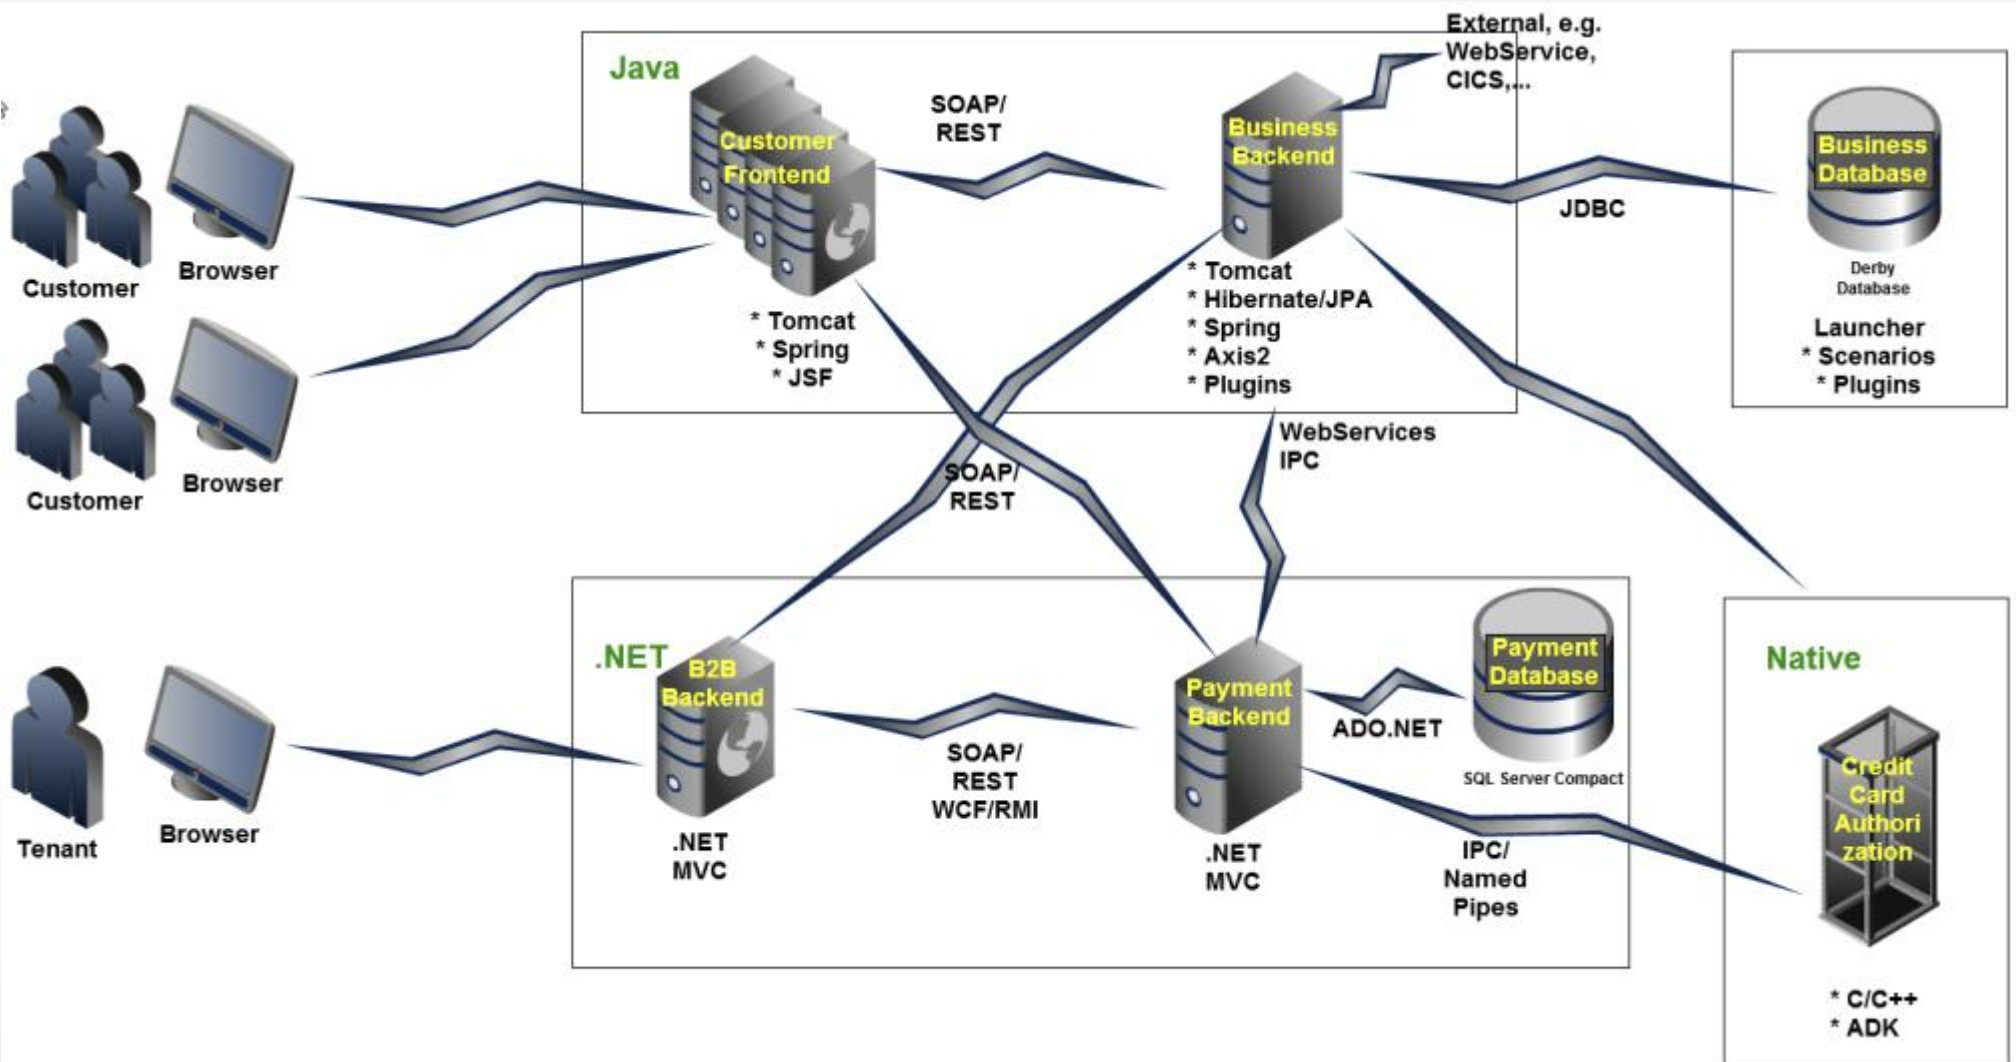 External, e.g.
WebService,
CICS,...
Java
SOAP/
REST
Customer
Frontend
Business
Backend
Business
Database
JDBC
Browser
Customer
Derby
Database
* Tomcat
* Spring
* JSF
* Tomcat
* Hibernate/JPA
* Spring
* Axis2
* Plugins
Launcher
* Scenarios
* Plugins
WebServices
IPC
Browser
Customer
SOAP/
REST
.NET
B2B
Backend
Payment
Backend
Payment
Database
Native
ADO.NET
SQL Server Compact
SOAP/
REST
WCF/RMI
Credit
Card
Authori
zation
Browser
Tenant
.NET
MVC
.NET
MVC
IPC/
Named
Pipes
* C/C++
* ADK